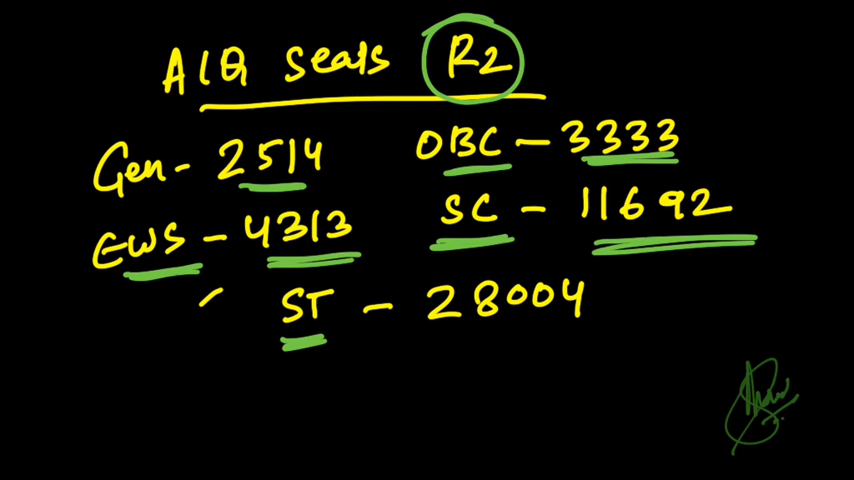 AIQ Seats R2
Gen - 2514 OBC - 3333
EWS - 4313 SC - 11692
ST - 28004